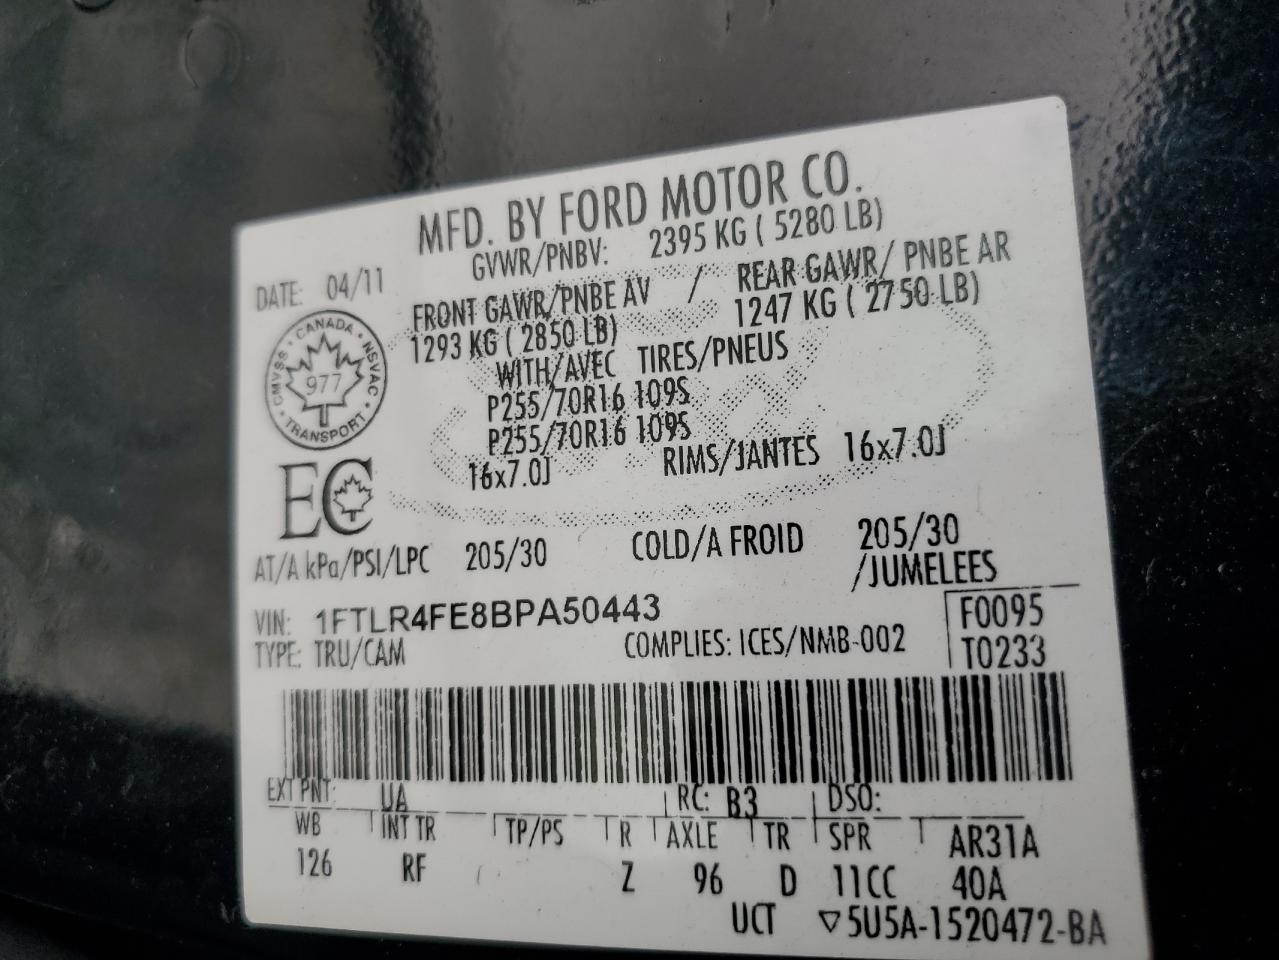 MFD. BY FORD MOTOR CO.
DATE: 04/11
GVWR/PNBV: 2395 KG ( 5280 LB)
FRONT GAWR/PNBE AV / REAR GAWR/ PNBE AR
1293 KG ( 2850 LB) 1247 KG ( 2750 LB)
WITH/AVEC TIRES/PNEUS
P255/70R16 109S
P255/70R16 109S
16x7.0J RIMS/JANTES 16x7.0J
CANADA • NSVAC • TRANSPORT • CMVSS •
977
EC
AT/A kPa/PSI/LPC 205/30 COLD/A FROID 205/30
/JUMELEES
VIN: 1FTLR4FE8BPA50443 F0095
TYPE: TRU/CAM COMPLIES: ICES/NMB-002 T0233
EXT PNT: UA RC: B3 DSO:
WB INT TR TP/PS R AXLE TR SPR AR31A
126 RF Z 96 D 11CC 40A
UCT ▽5U5A-1520472-BA